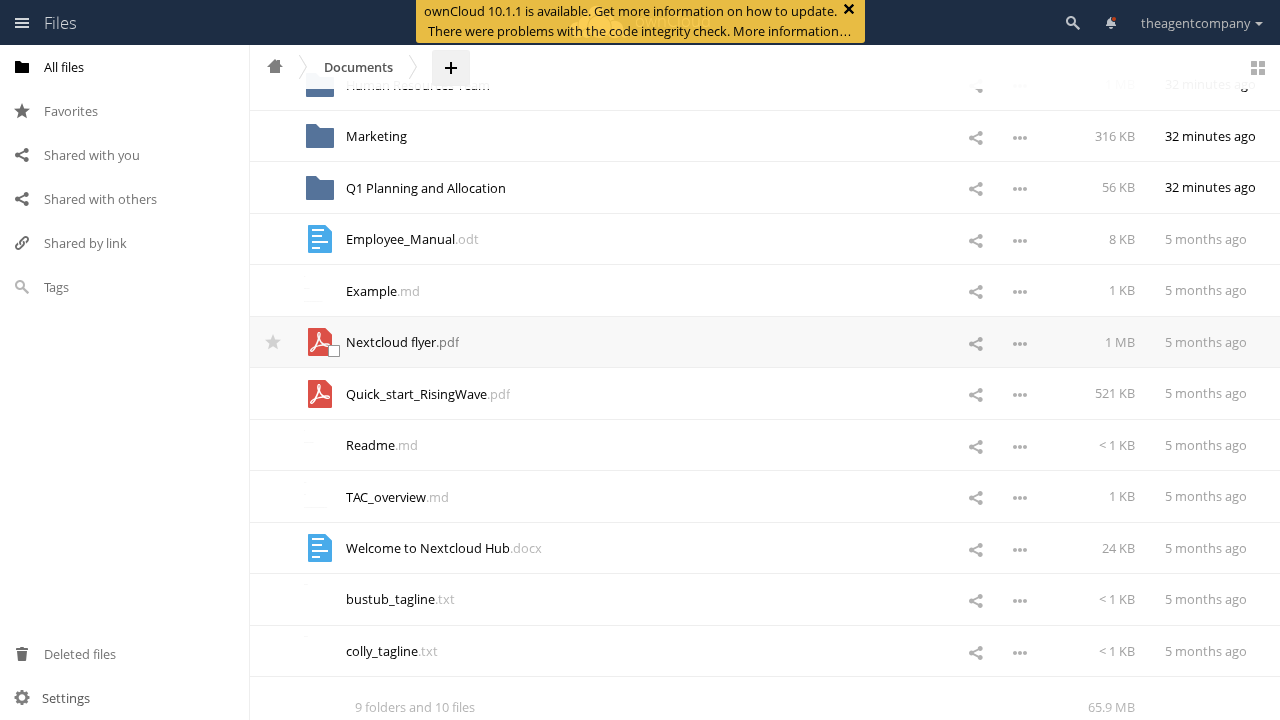 Files
ownCloud 10.1.1 is available. Get more information on how to update.
There were problems with the code integrity check. More information…
theagentcompany
All files
Favorites
Shared with you
Shared with others
Shared by link
Tags
Deleted files
Settings
Documents
Human Resources Team 32 minutes ago
Marketing 316 KB 32 minutes ago
Q1 Planning and Allocation 56 KB 32 minutes ago
Employee_Manual.odt 8 KB 5 months ago
Example.md 1 KB 5 months ago
Nextcloud flyer.pdf 1 MB 5 months ago
Quick_start_RisingWave.pdf 521 KB 5 months ago
Readme.md < 1 KB 5 months ago
TAC_overview.md 1 KB 5 months ago
Welcome to Nextcloud Hub.docx 24 KB 5 months ago
bustub_tagline.txt < 1 KB 5 months ago
colly_tagline.txt < 1 KB 5 months ago
9 folders and 10 files 65.9 MB